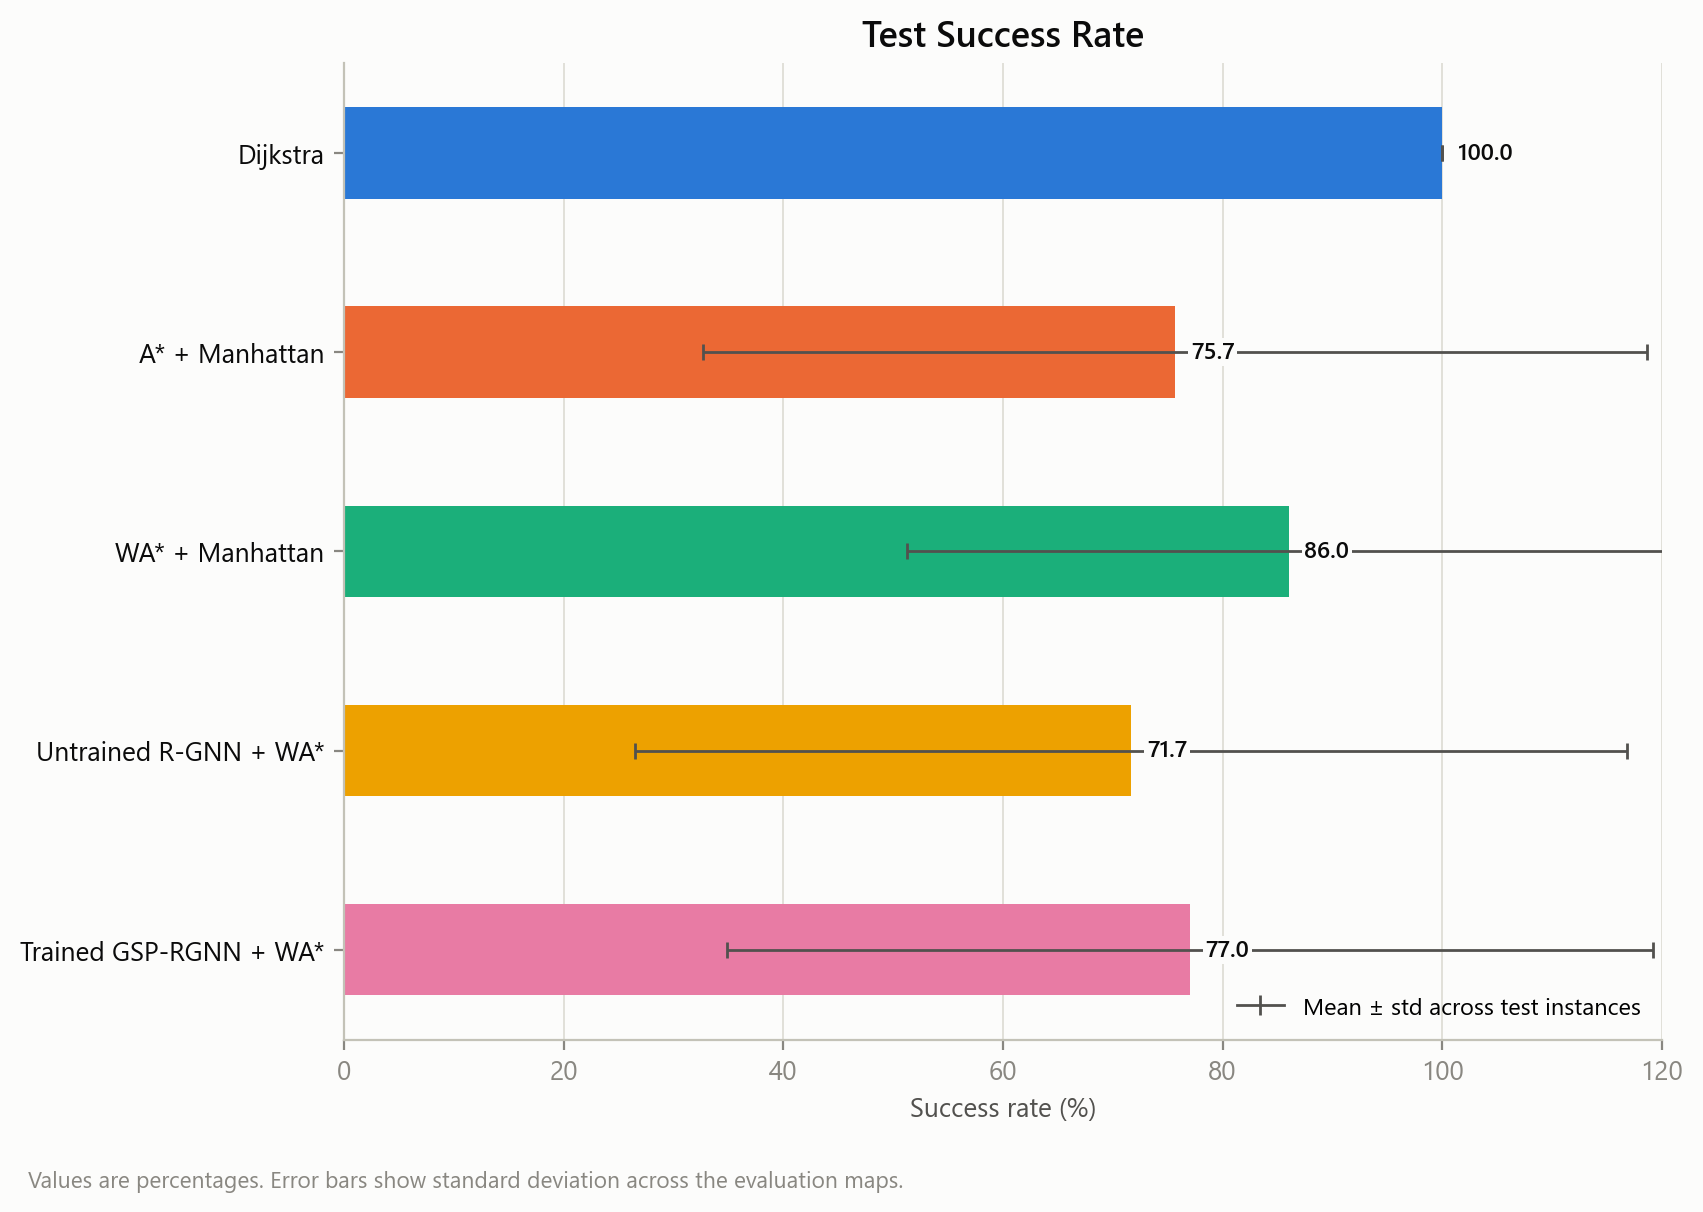 Test Success Rate
Dijkstra
100.0
A* + Manhattan
75.7
WA* + Manhattan
86.0
Untrained R-GNN + WA*
71.7
Trained GSP-RGNN + WA*
77.0
Mean ± std across test instances
0 20 40 60 80 100 120
Success rate (%)
Values are percentages. Error bars show standard deviation across the evaluation maps.